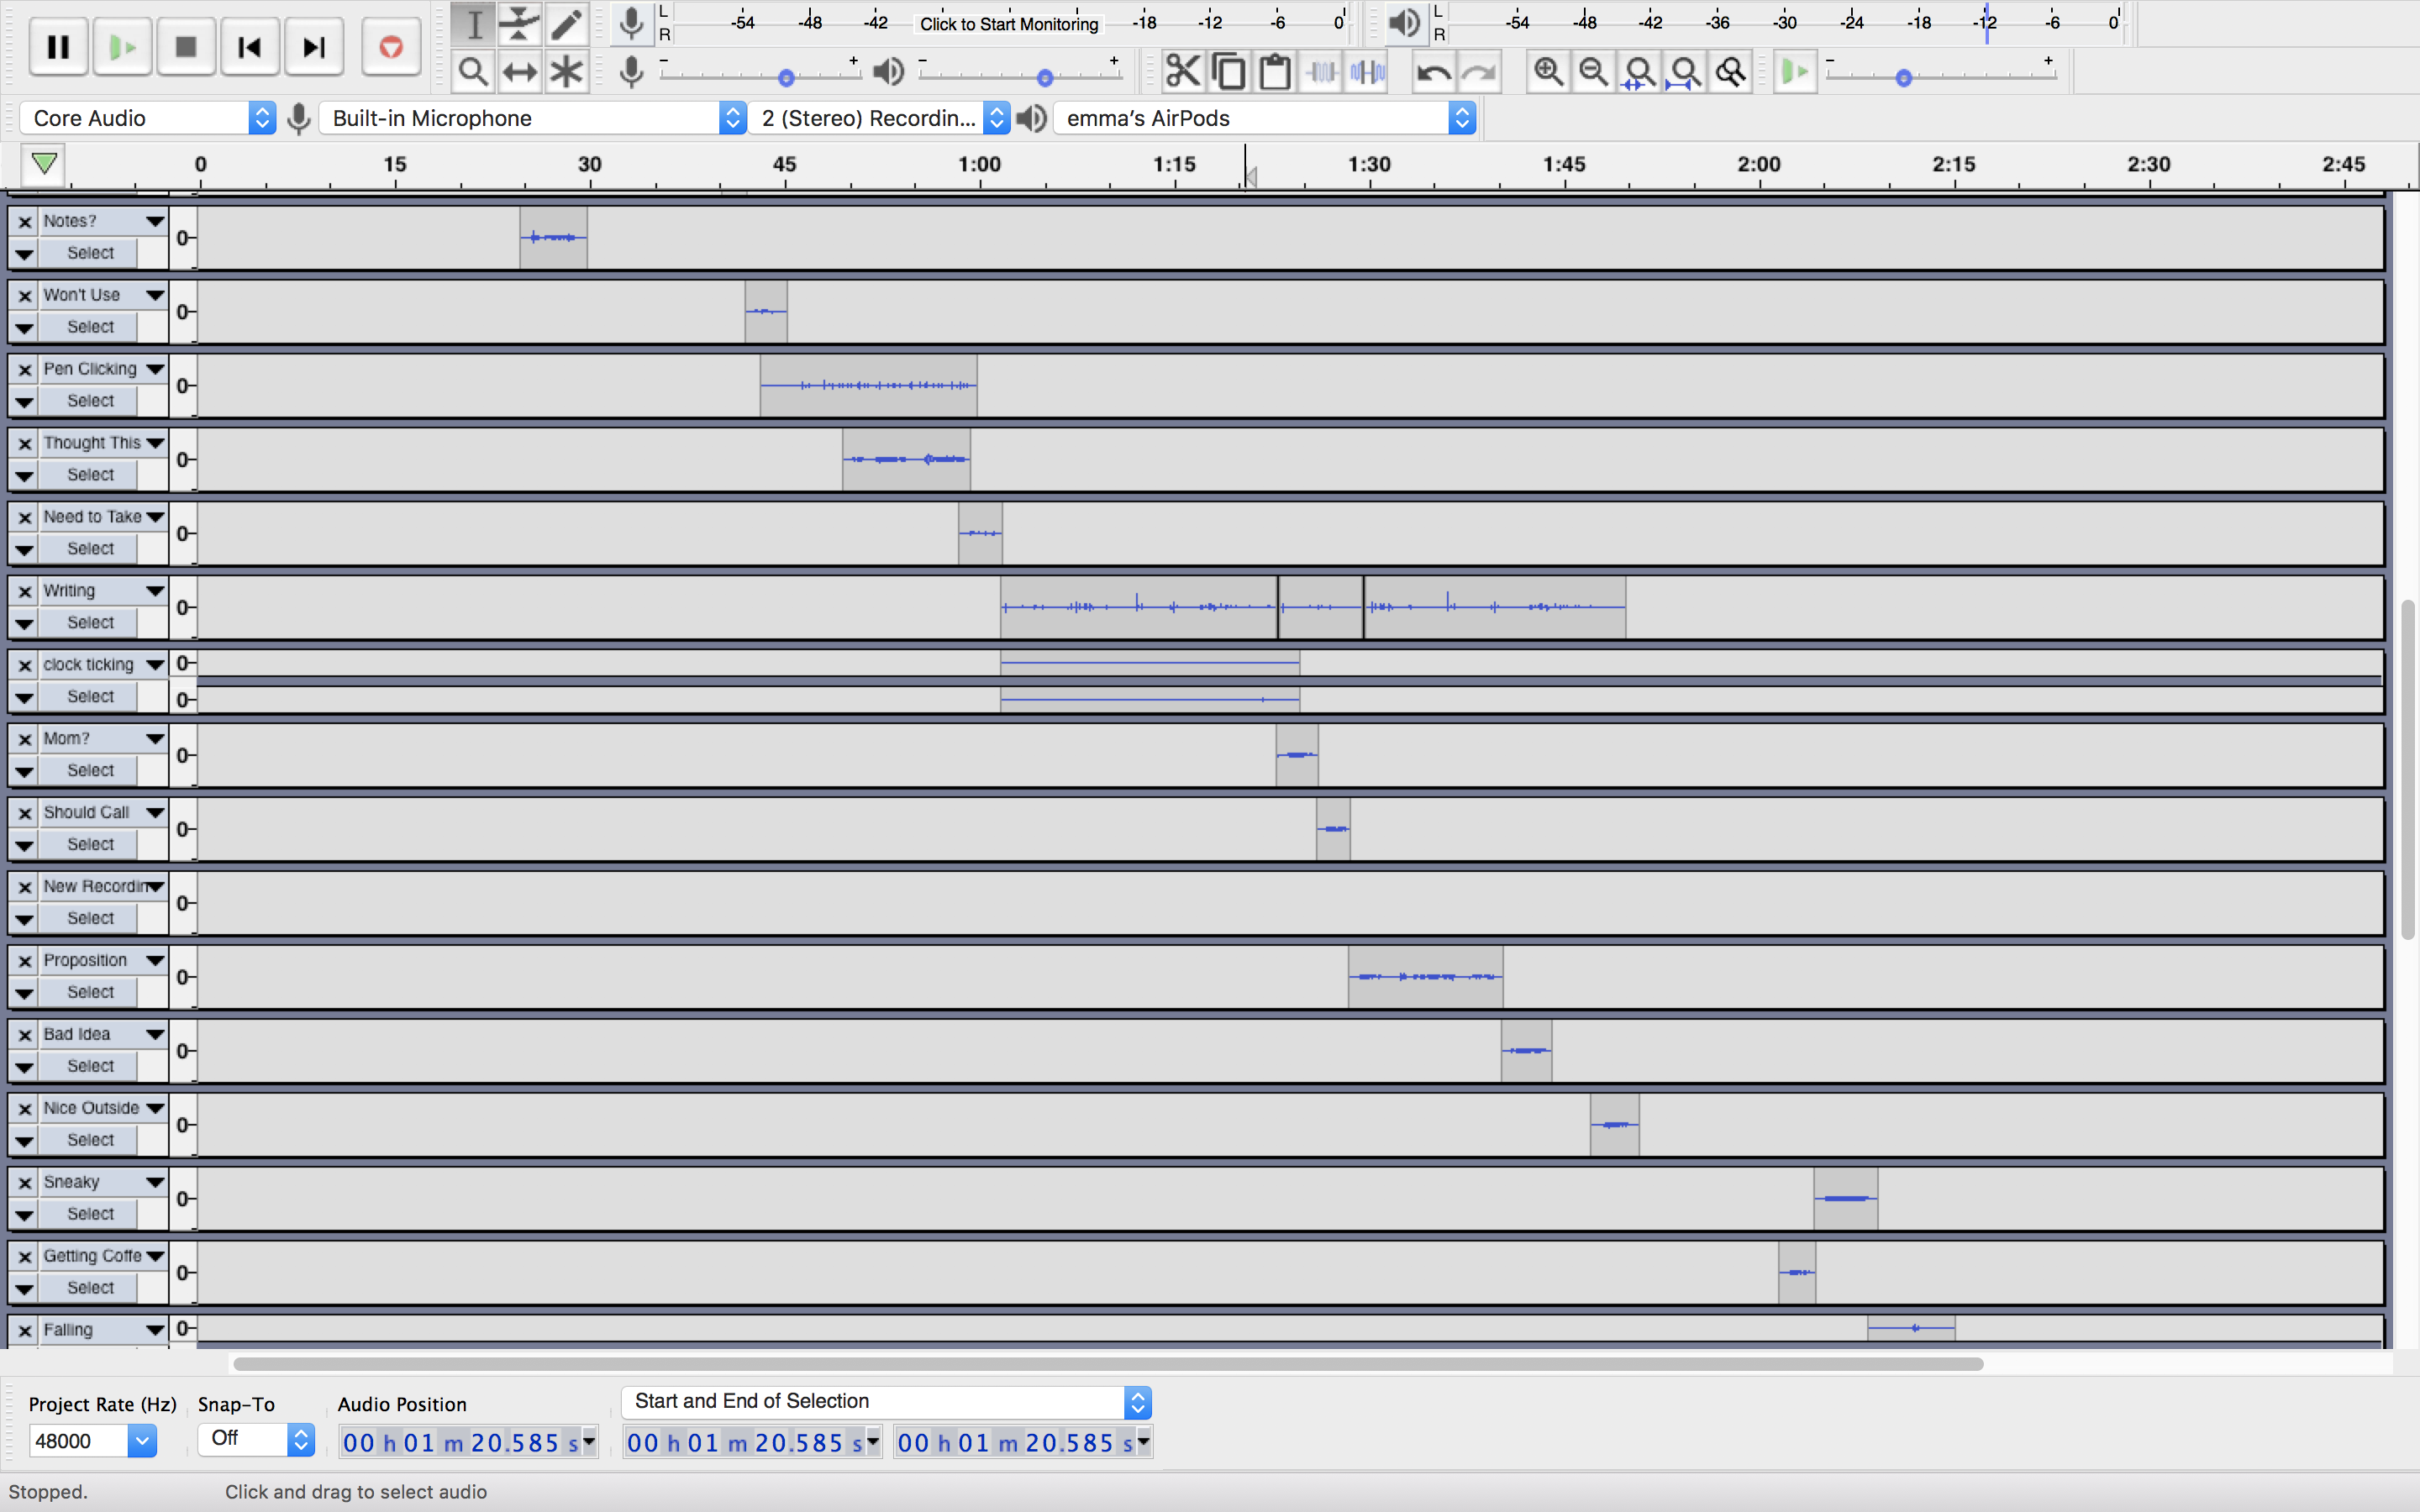 L
R
-54 -48 -42 Click to Start Monitoring -18 -12 -6 0
L
R
-54 -48 -42 -36 -30 -24 -18 -12 -6 0
- + - + - +
Core Audio Built-in Microphone 2 (Stereo) Recordin... emma's AirPods
0 15 30 45 1:00 1:15 1:30 1:45 2:00 2:15 2:30 2:45
Notes?
Select
0
Won't Use
Select
0
Pen Clicking
Select
0
Thought This
Select
0
Need to Take
Select
0
Writing
Select
0
clock ticking
Select
0
0
Mom?
Select
0
Should Call
Select
0
New Recordin
Select
0
Proposition
Select
0
Bad Idea
Select
0
Nice Outside
Select
0
Sneaky
Select
0
Getting Coffe
Select
0
Falling
0
Project Rate (Hz) Snap-To Audio Position Start and End of Selection
48000 Off 00 h 01 m 20.585 s 00 h 01 m 20.585 s 00 h 01 m 20.585 s
Stopped. Click and drag to select audio